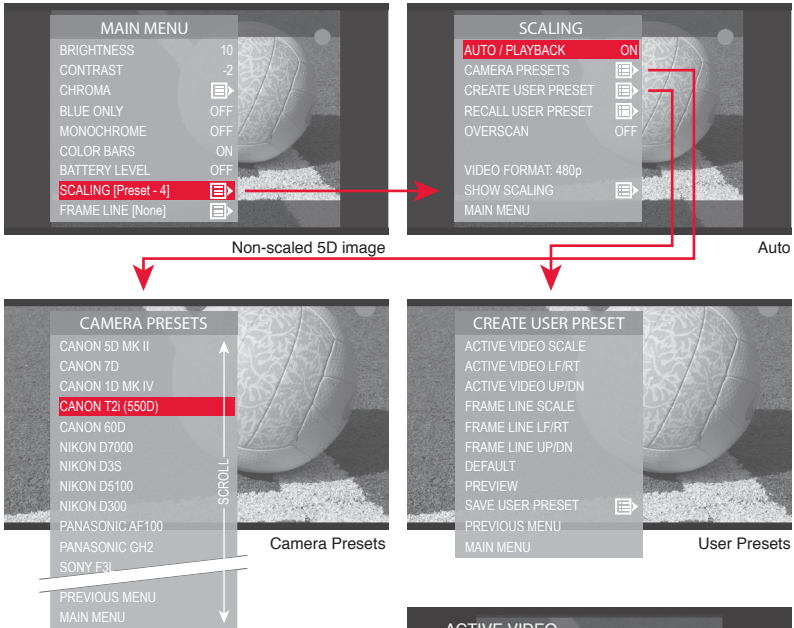 MAIN MENU
BRIGHTNESS 10
CONTRAST -2
CHROMA
BLUE ONLY OFF
MONOCHROME OFF
COLOR BARS ON
BATTERY LEVEL OFF
SCALING [Preset - 4]
FRAME LINE [None]
Non-scaled 5D image
SCALING
AUTO / PLAYBACK ON
CAMERA PRESETS
CREATE USER PRESET
RECALL USER PRESET
OVERSCAN OFF
VIDEO FORMAT: 480p
SHOW SCALING
MAIN MENU
Auto
CAMERA PRESETS
CANON 5D MK II
CANON 7D
CANON 1D MK IV
CANON T2i (550D)
CANON 60D
NIKON D7000
NIKON D3S
NIKON D5100
NIKON D300
PANASONIC AF100
PANASONIC GH2
SONY F3L
PREVIOUS MENU
MAIN MENU
SCROLL
Camera Presets
CREATE USER PRESET
ACTIVE VIDEO SCALE
ACTIVE VIDEO LF/RT
ACTIVE VIDEO UP/DN
FRAME LINE SCALE
FRAME LINE LF/RT
FRAME LINE UP/DN
DEFAULT
PREVIEW
SAVE USER PRESET
PREVIOUS MENU
MAIN MENU
User Presets
ACTIVE VIDEO